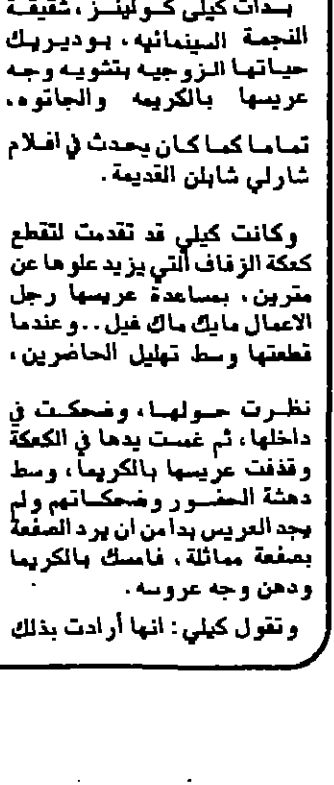 بدأت كيلي كولينز، شقيقة
النجمة السينمائيه، بوديريك
حياتها الزوجيه بتشويه وجه
عريسها بالكريمه والجاتوه.
تماما كما كان يحدث في افلام
شارلي شابلن القديمة .
وكانت كيلي قد تقدمت لتقطع
كعكة الزفاف التي يزيد علوها عن
مترين، بمساعدة عريسها رجل
الاعمال مايك ماك فيل .. وعندما
قطعتها وسط تهليل الحاضرين،
نظرت حولها، وضحكت في
داخلها، ثم غمست يدها في الكعكة
وقذفت عريسها بالكريما، وسط
دهشة الحضور وضحكاتهم ولم
يجد العريس بدا من ان يرد الصفعة
بصفعة مماثلة، فامسك بالكريما
ودهن وجه عروسه .
وتقول كيلي : انها أرادت بذلك